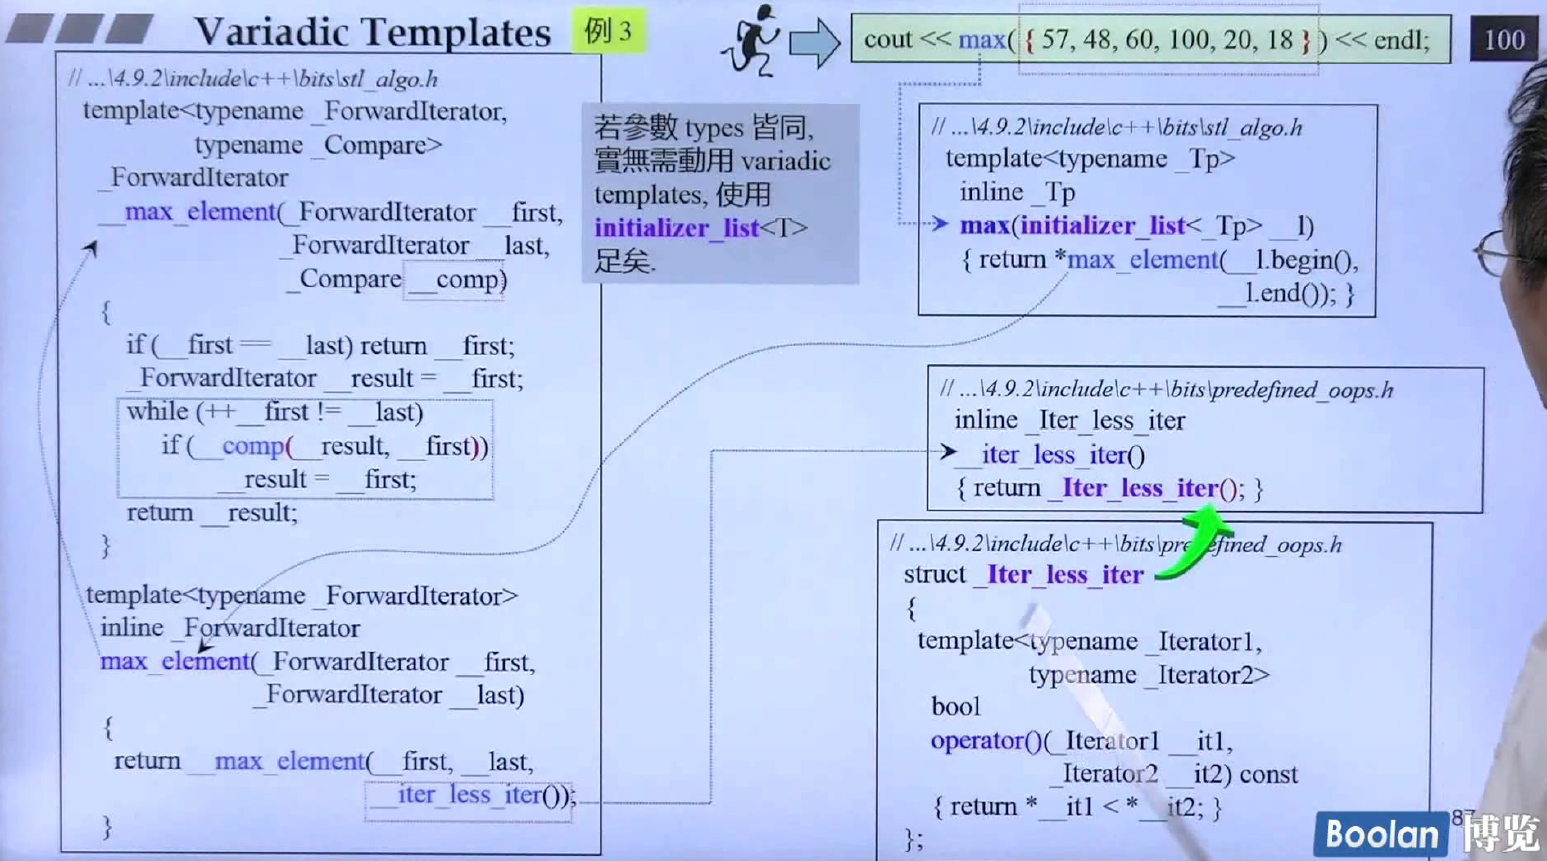 Variadic Templates 例 3
cout << max( { 57, 48, 60, 100, 20, 18 } ) << endl;
100
// ...\4.9.2\include\c++\bits\stl_algo.h
template<typename _ForwardIterator,
typename _Compare>
_ForwardIterator
__max_element(_ForwardIterator __first,
_ForwardIterator __last,
_Compare __comp)
{
if (__first == __last) return __first;
_ForwardIterator __result = __first;
while (++__first != __last)
if (__comp(__result, __first))
__result = __first;
return __result;
}
template<typename _ForwardIterator>
inline _ForwardIterator
max_element(_ForwardIterator __first,
_ForwardIterator __last)
{
return __max_element(__first, __last,
__iter_less_iter());
}
若參數 types 皆同,
實無需動用 variadic
templates, 使用
initializer_list<T>
足矣.
// ...\4.9.2\include\c++\bits\stl_algo.h
template<typename _Tp>
inline _Tp
max(initializer_list<_Tp> __l)
{ return *max_element(__l.begin(),
__l.end()); }
// ...\4.9.2\include\c++\bits\predefined_oops.h
inline _Iter_less_iter
__iter_less_iter()
{ return _Iter_less_iter(); }
// ...\4.9.2\include\c++\bits\predefined_oops.h
struct _Iter_less_iter
{
template<typename _Iterator1,
typename _Iterator2>
bool
operator()(_Iterator1 __it1,
_Iterator2 __it2) const
{ return *__it1 < *__it2; }
};
87
Boolan 博览